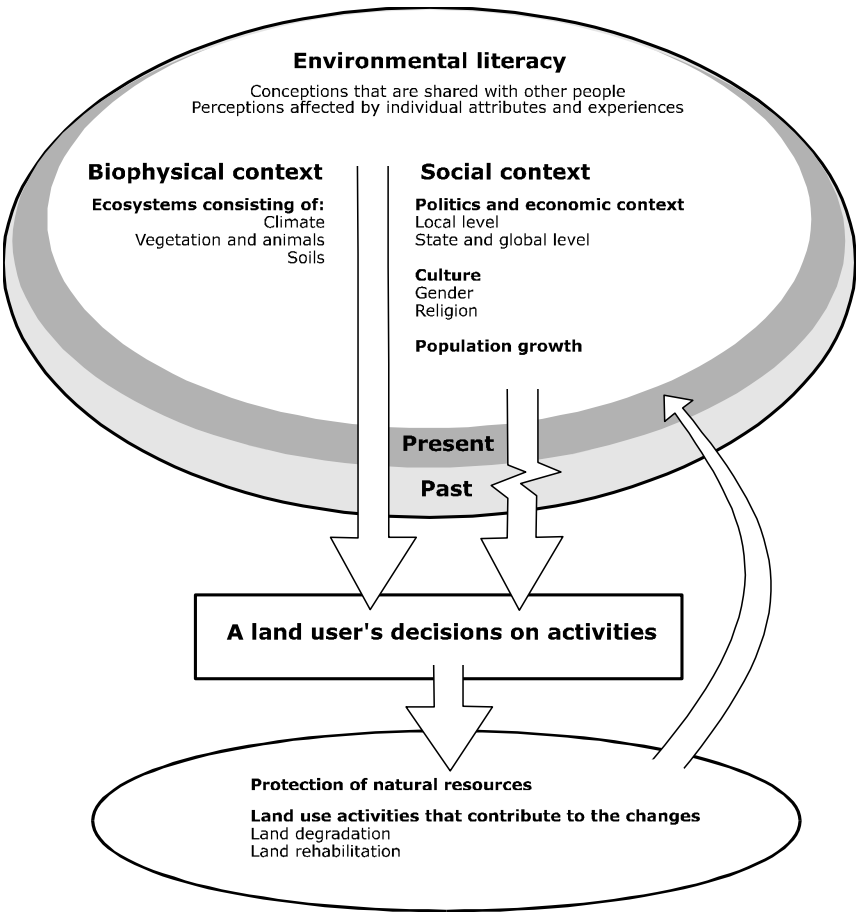 Environmental literacy
Conceptions that are shared with other people
Perceptions affected by individual attributes and experiences
Biophysical context
Ecosystems consisting of:
Climate
Vegetation and animals
Soils
Social context
Politics and economic context
Local level
State and global level
Culture
Gender
Religion
Population growth
Present
Past
A land user's decisions on activities
Protection of natural resources
Land use activities that contribute to the changes
Land degradation
Land rehabilitation